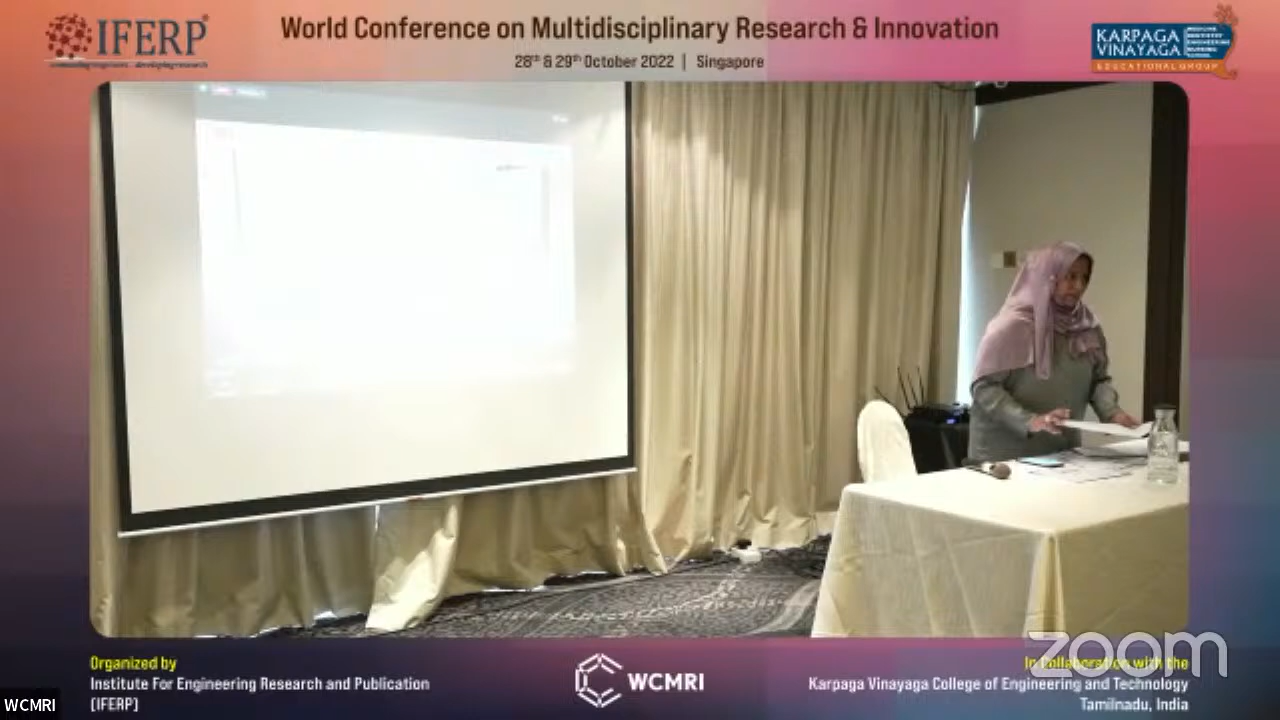 IFERP
World Conference on Multidisciplinary Research & Innovation
28th & 29th October 2022 | Singapore
KARPAGA
VINAYAGA
EDUCATIONAL GROUP
Organized by
Institute For Engineering Research and Publication
(IFERP)
WCMRI
zoom
In Collaboration with the
Karpaga Vinayaga College of Engineering and Technology
Tamilnadu, India
WCMRI